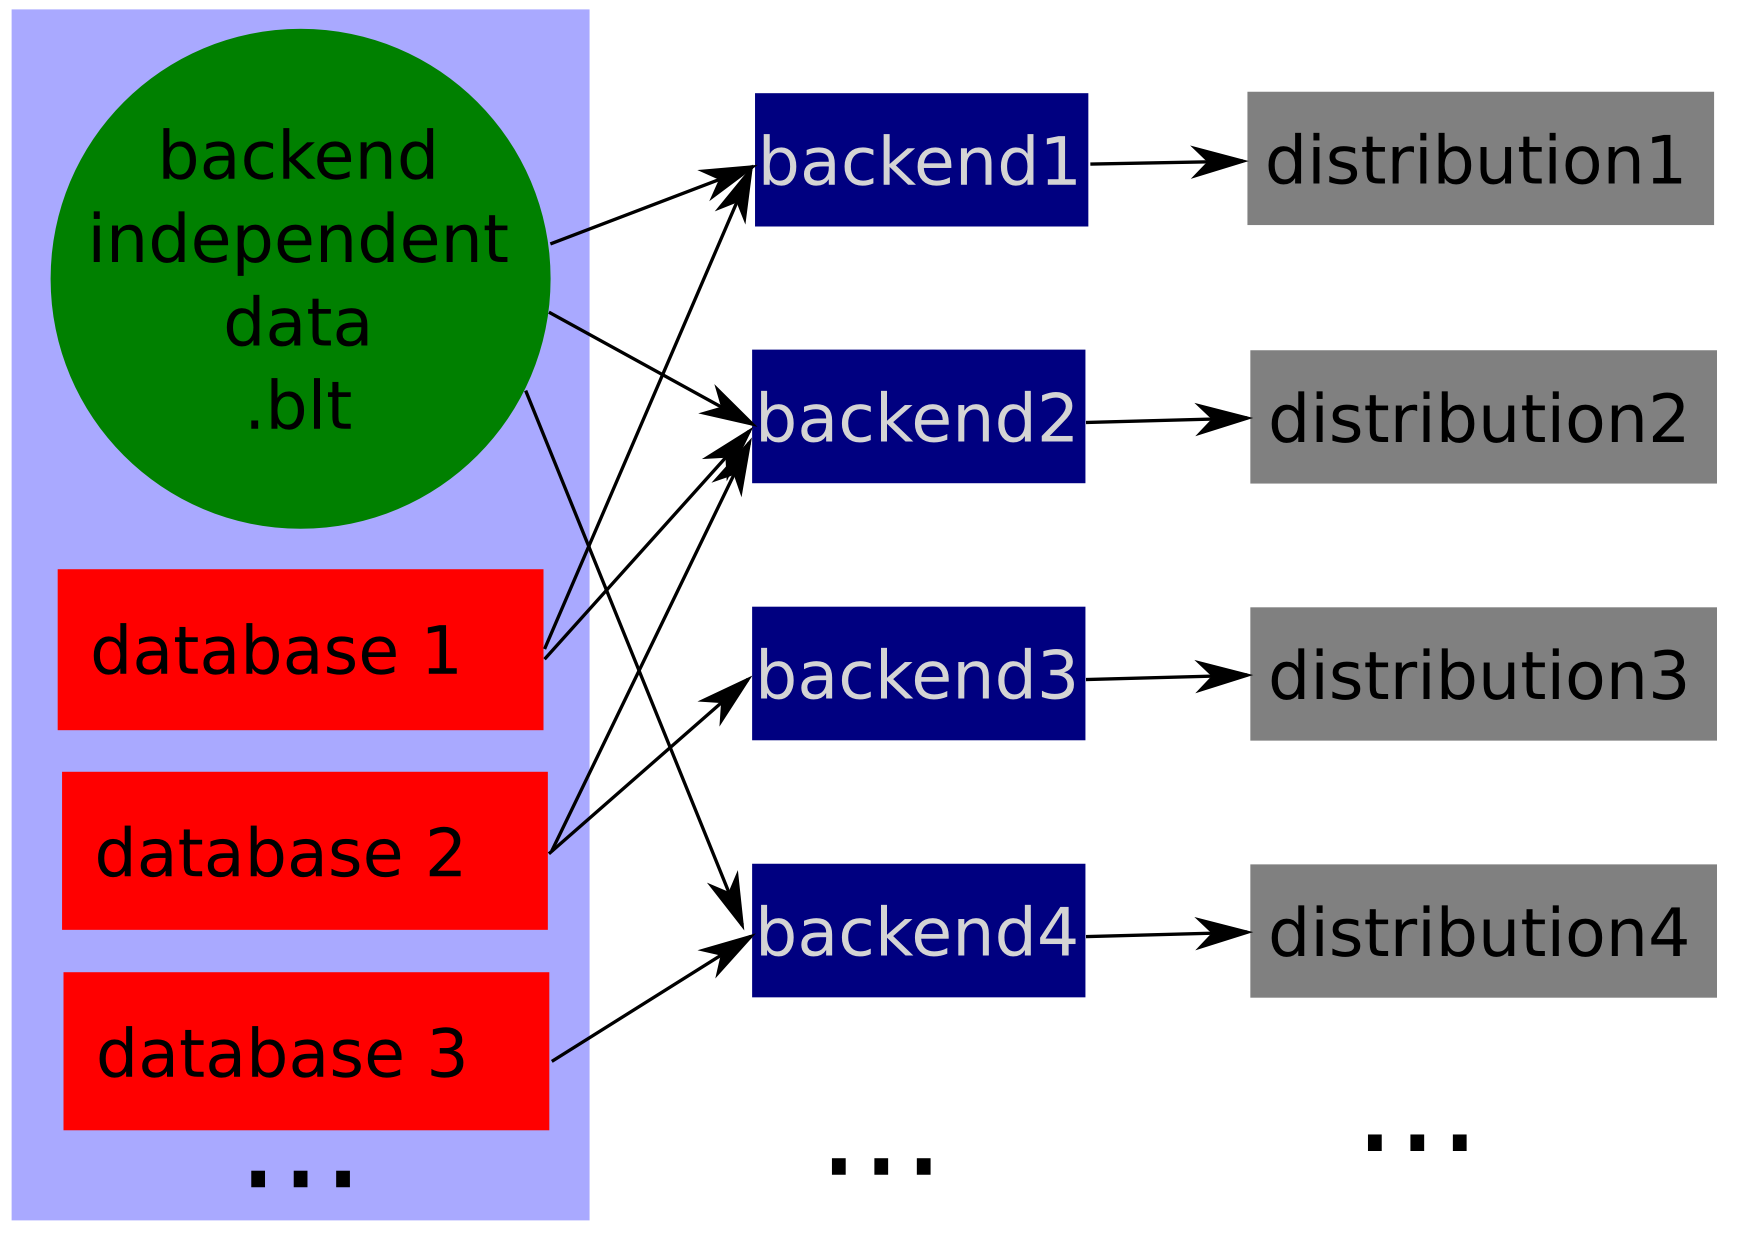 backend
independent
data
.blt
database 1
database 2
database 3
...
backend1
backend2
backend3
backend4
...
distribution1
distribution2
distribution3
distribution4
...